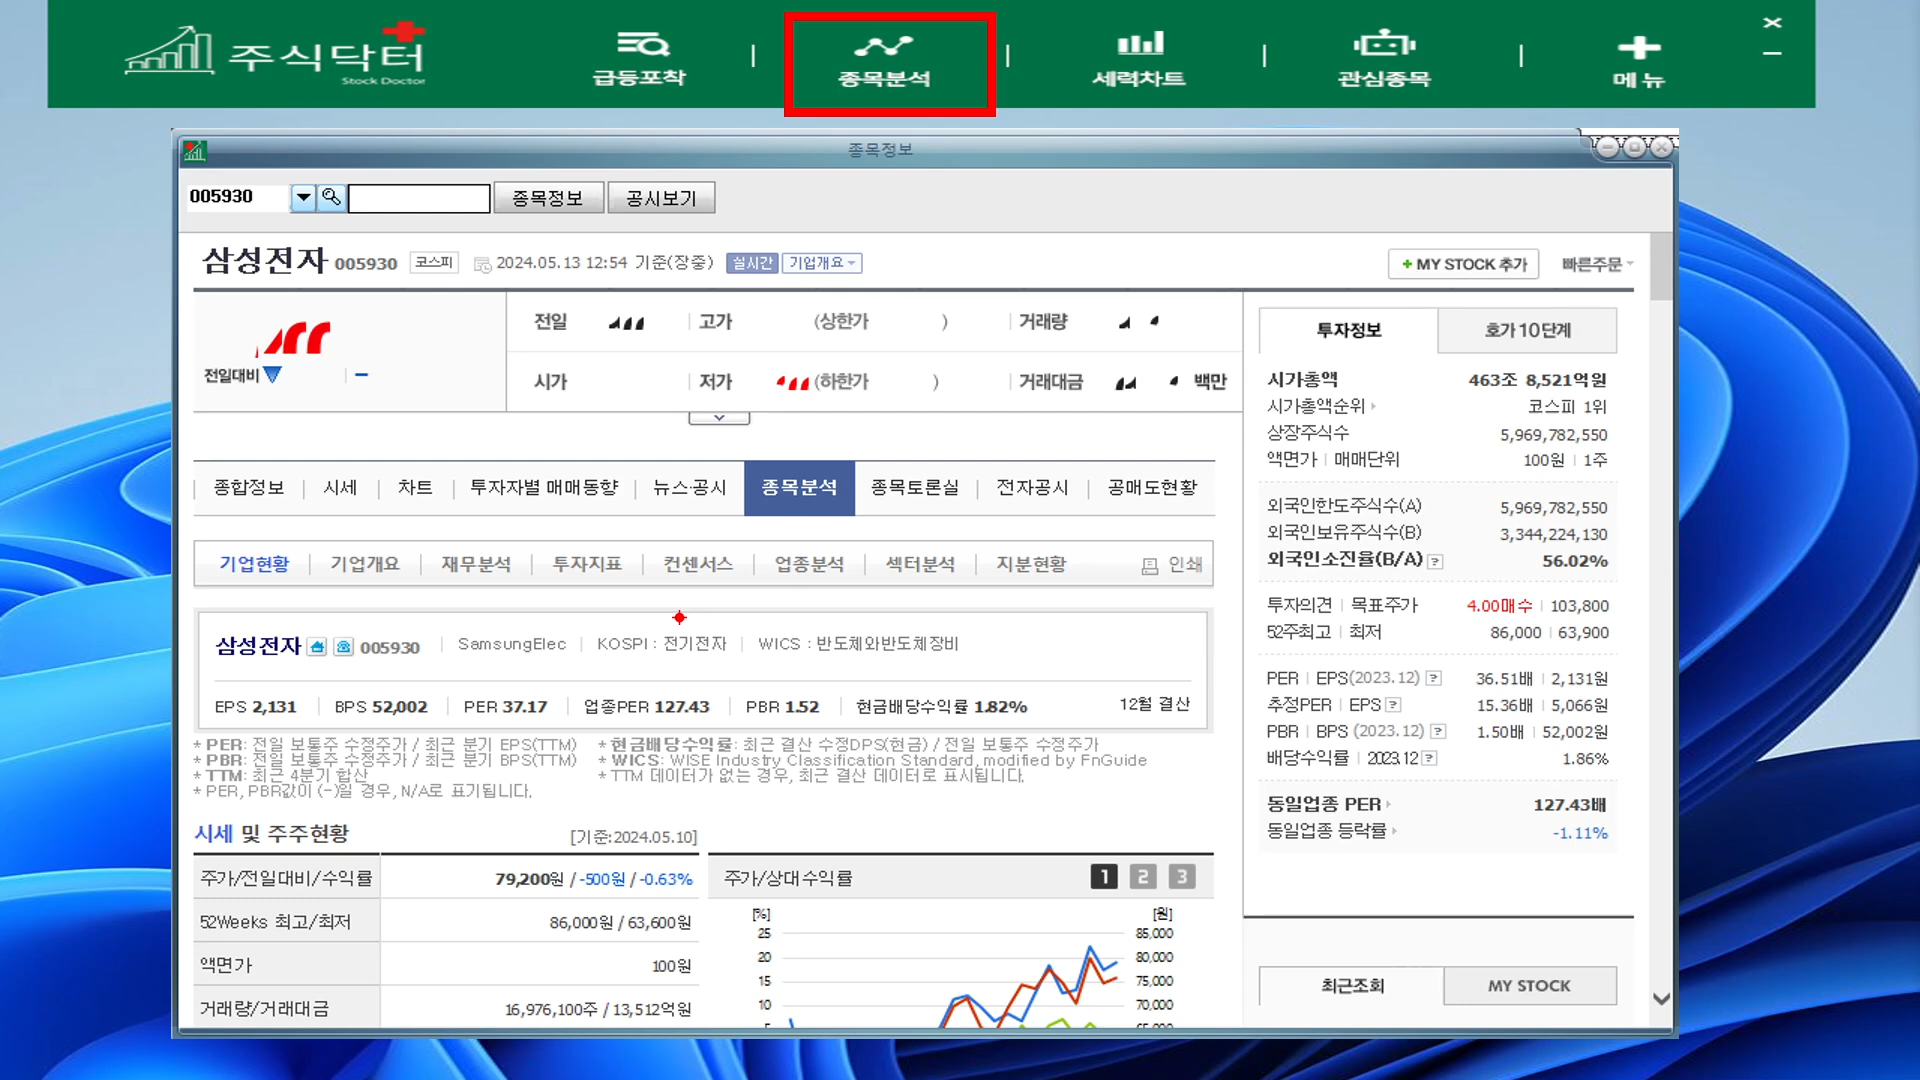 주식닥터
Stock Doctor
급등포착
종목분석
세력차트
관심종목
메뉴
종목정보
005930
종목정보
공시보기
삼성전자 005930 코스피 2024.05.13 12:54 기준(장중) 실시간 기업개요
+ MY STOCK 추가
빠른주문
전일
고가
(상한가 )
거래량
전일대비
시가
저가
(하한가 )
거래대금
백만
종합정보
시세
차트
투자자별 매매동향
뉴스·공시
종목분석
종목토론실
전자공시
공매도현황
기업현황
기업개요
재무분석
투자지표
컨센서스
업종분석
섹터분석
지분현황
인쇄
삼성전자 005930 SamsungElec KOSPI : 전기전자 WICS : 반도체와반도체장비
EPS 2,131 BPS 52,002 PER 37.17 업종PER 127.43 PBR 1.52 현금배당수익률 1.82% 12월 결산
* PER: 전일 보통주 수정주가 / 최근 분기 EPS(TTM)
* PBR: 전일 보통주 수정주가 / 최근 분기 BPS(TTM)
* TTM: 최근 4분기 합산
* PER, PBR값이 (-)일 경우, N/A로 표기됩니다.
* 현금배당수익률: 최근 결산 수정DPS(현금) / 전일 보통주 수정주가
* WICS: WISE Industry Classification Standard, modified by FnGuide
* TTM 데이터가 없는 경우, 최근 결산 데이터로 표시됩니다.
시세 및 주주현황 [기준:2024.05.10]
주가/전일대비/수익률 79,200원 / -500원 / -0.63%
52Weeks 최고/최저 86,000원 / 63,600원
액면가 100원
거래량/거래대금 16,976,100주 / 13,512억원
주가/상대수익률 1 2 3
[%] [원]
25 85,000
20 80,000
15 75,000
10 70,000
5 65,000
투자정보
호가 10단계
시가총액 463조 8,521억원
시가총액순위 코스피 1위
상장주식수 5,969,782,550
액면가 매매단위 100원 1주
외국인한도주식수(A) 5,969,782,550
외국인보유주식수(B) 3,344,224,130
외국인소진율(B/A) ? 56.02%
투자의견 목표주가 4.00매수 103,800
52주최고 최저 86,000 63,900
PER EPS(2023.12) ? 36.51배 2,131원
추정PER EPS ? 15.36배 5,066원
PBR BPS (2023.12) ? 1.50배 52,002원
배당수익률 2023.12 ? 1.86%
동일업종 PER 127.43배
동일업종 등락률 -1.11%
최근조회
MY STOCK